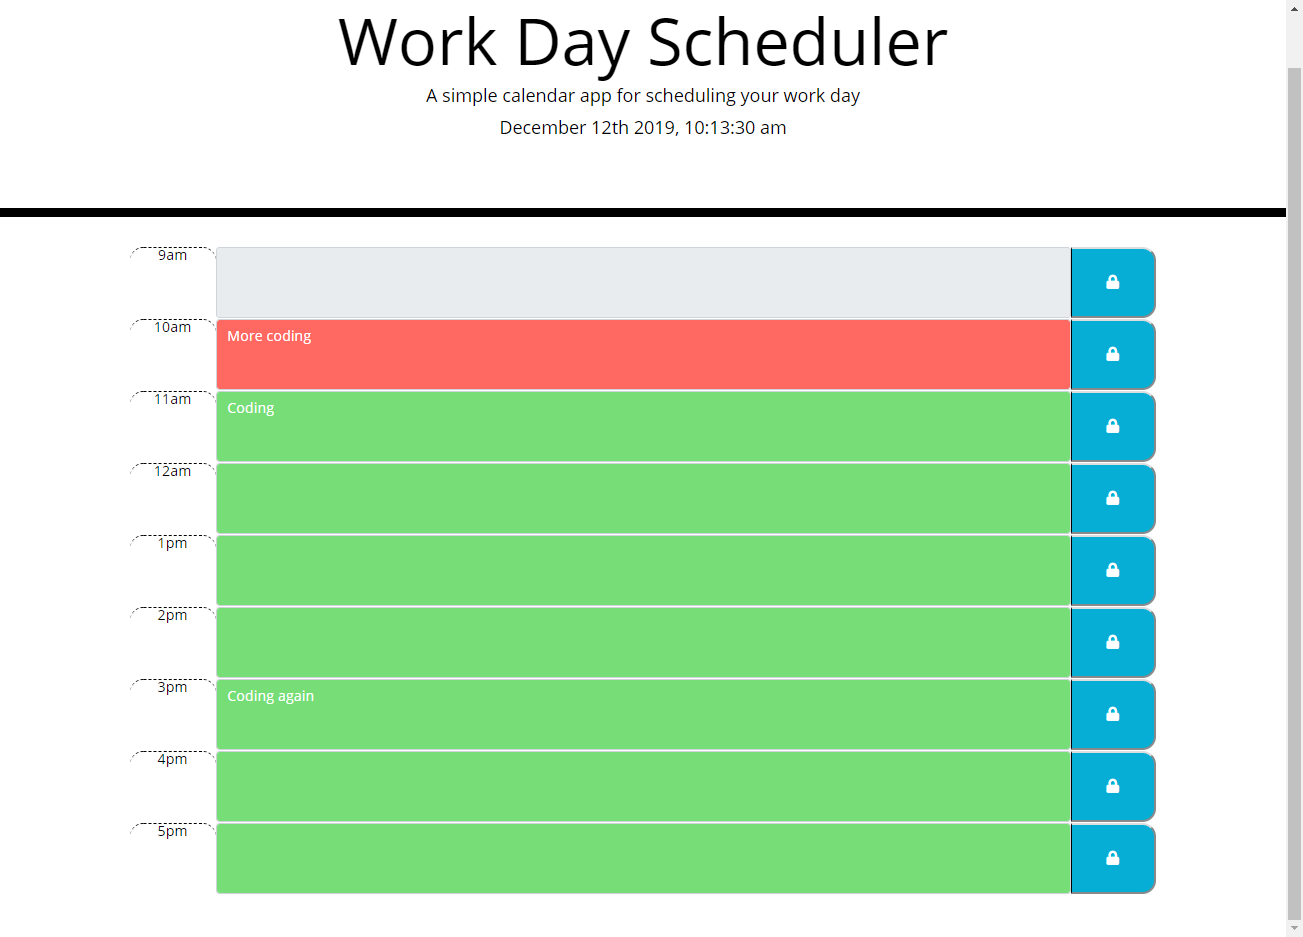 Work Day Scheduler
A simple calendar app for scheduling your work day
December 12th 2019, 10:13:30 am
9am
10am More coding
11am Coding
12am
1pm
2pm
3pm Coding again
4pm
5pm